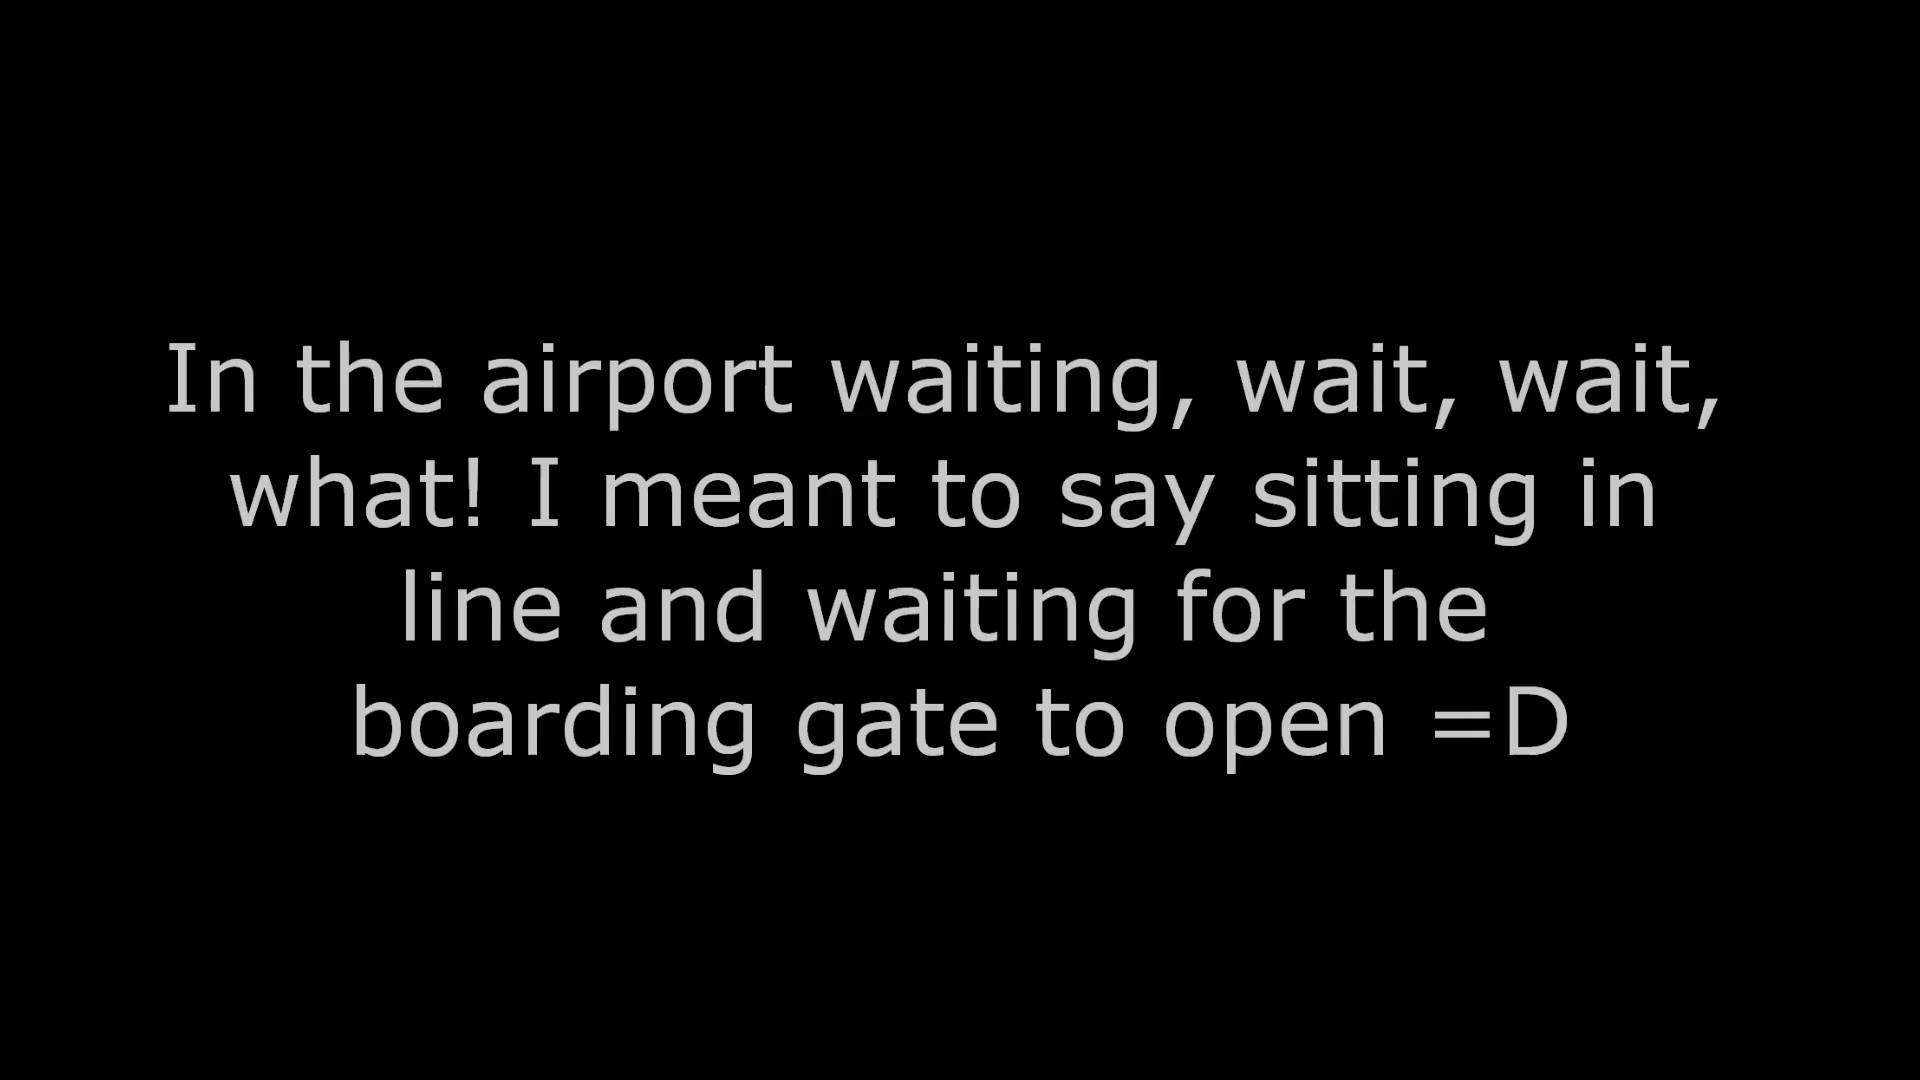 In the airport waiting, wait, wait,
what! I meant to say sitting in
line and waiting for the
boarding gate to open =D